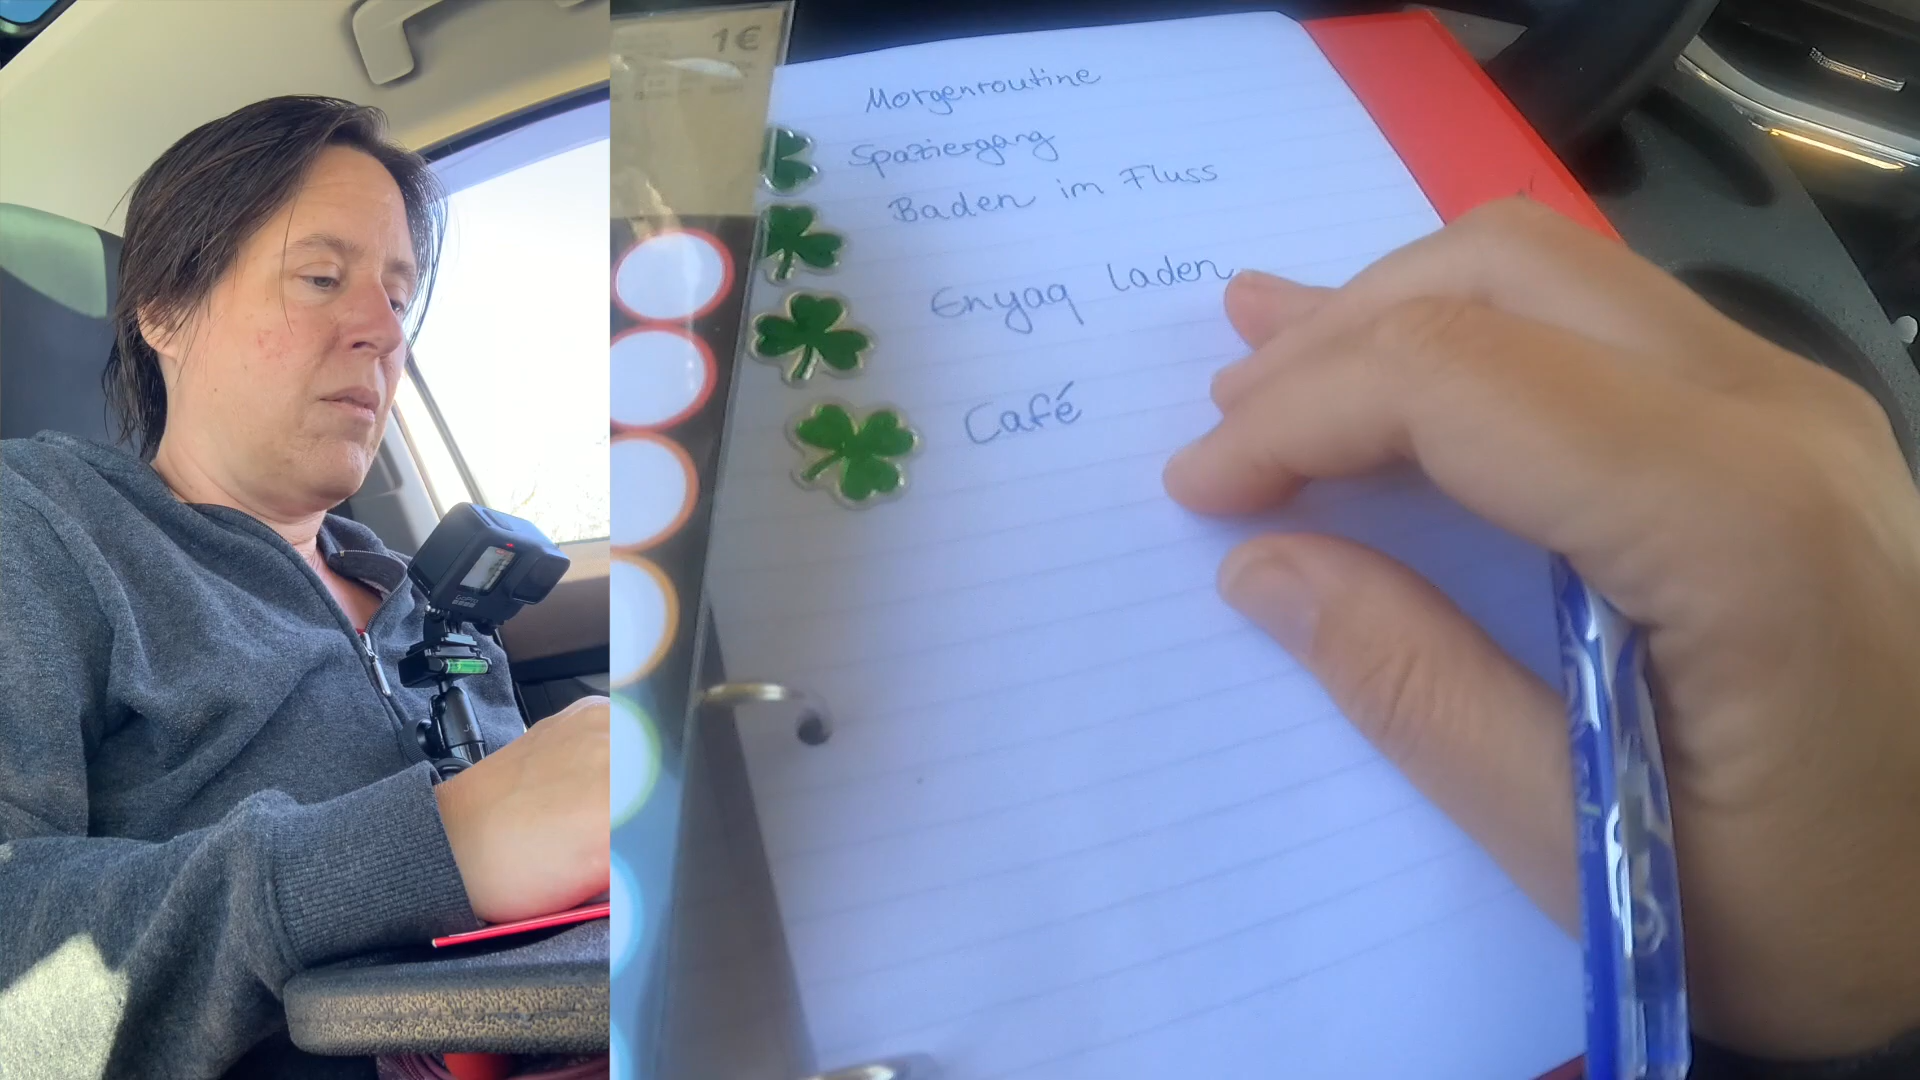 1€
Morgenroutine
Spaziergang
Baden im Fluss
Enyaq laden
Café